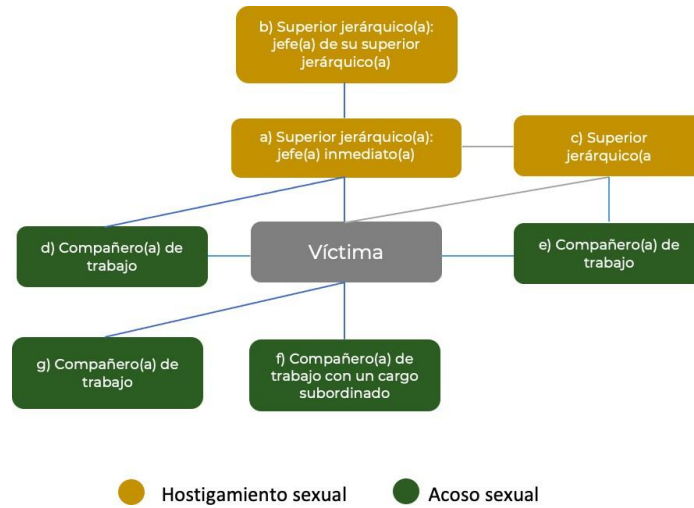 b) Superior jerárquico(a):
jefe(a) de su superior
jerárquico(a)
a) Superior jerárquico(a):
jefe(a) inmediato(a)
c) Superior
jerárquico(a
d) Compañero(a) de
trabajo
Víctima
e) Compañero(a) de
trabajo
g) Compañero(a) de
trabajo
f) Compañero(a) de
trabajo con un cargo
subordinado
Hostigamiento sexual
Acoso sexual